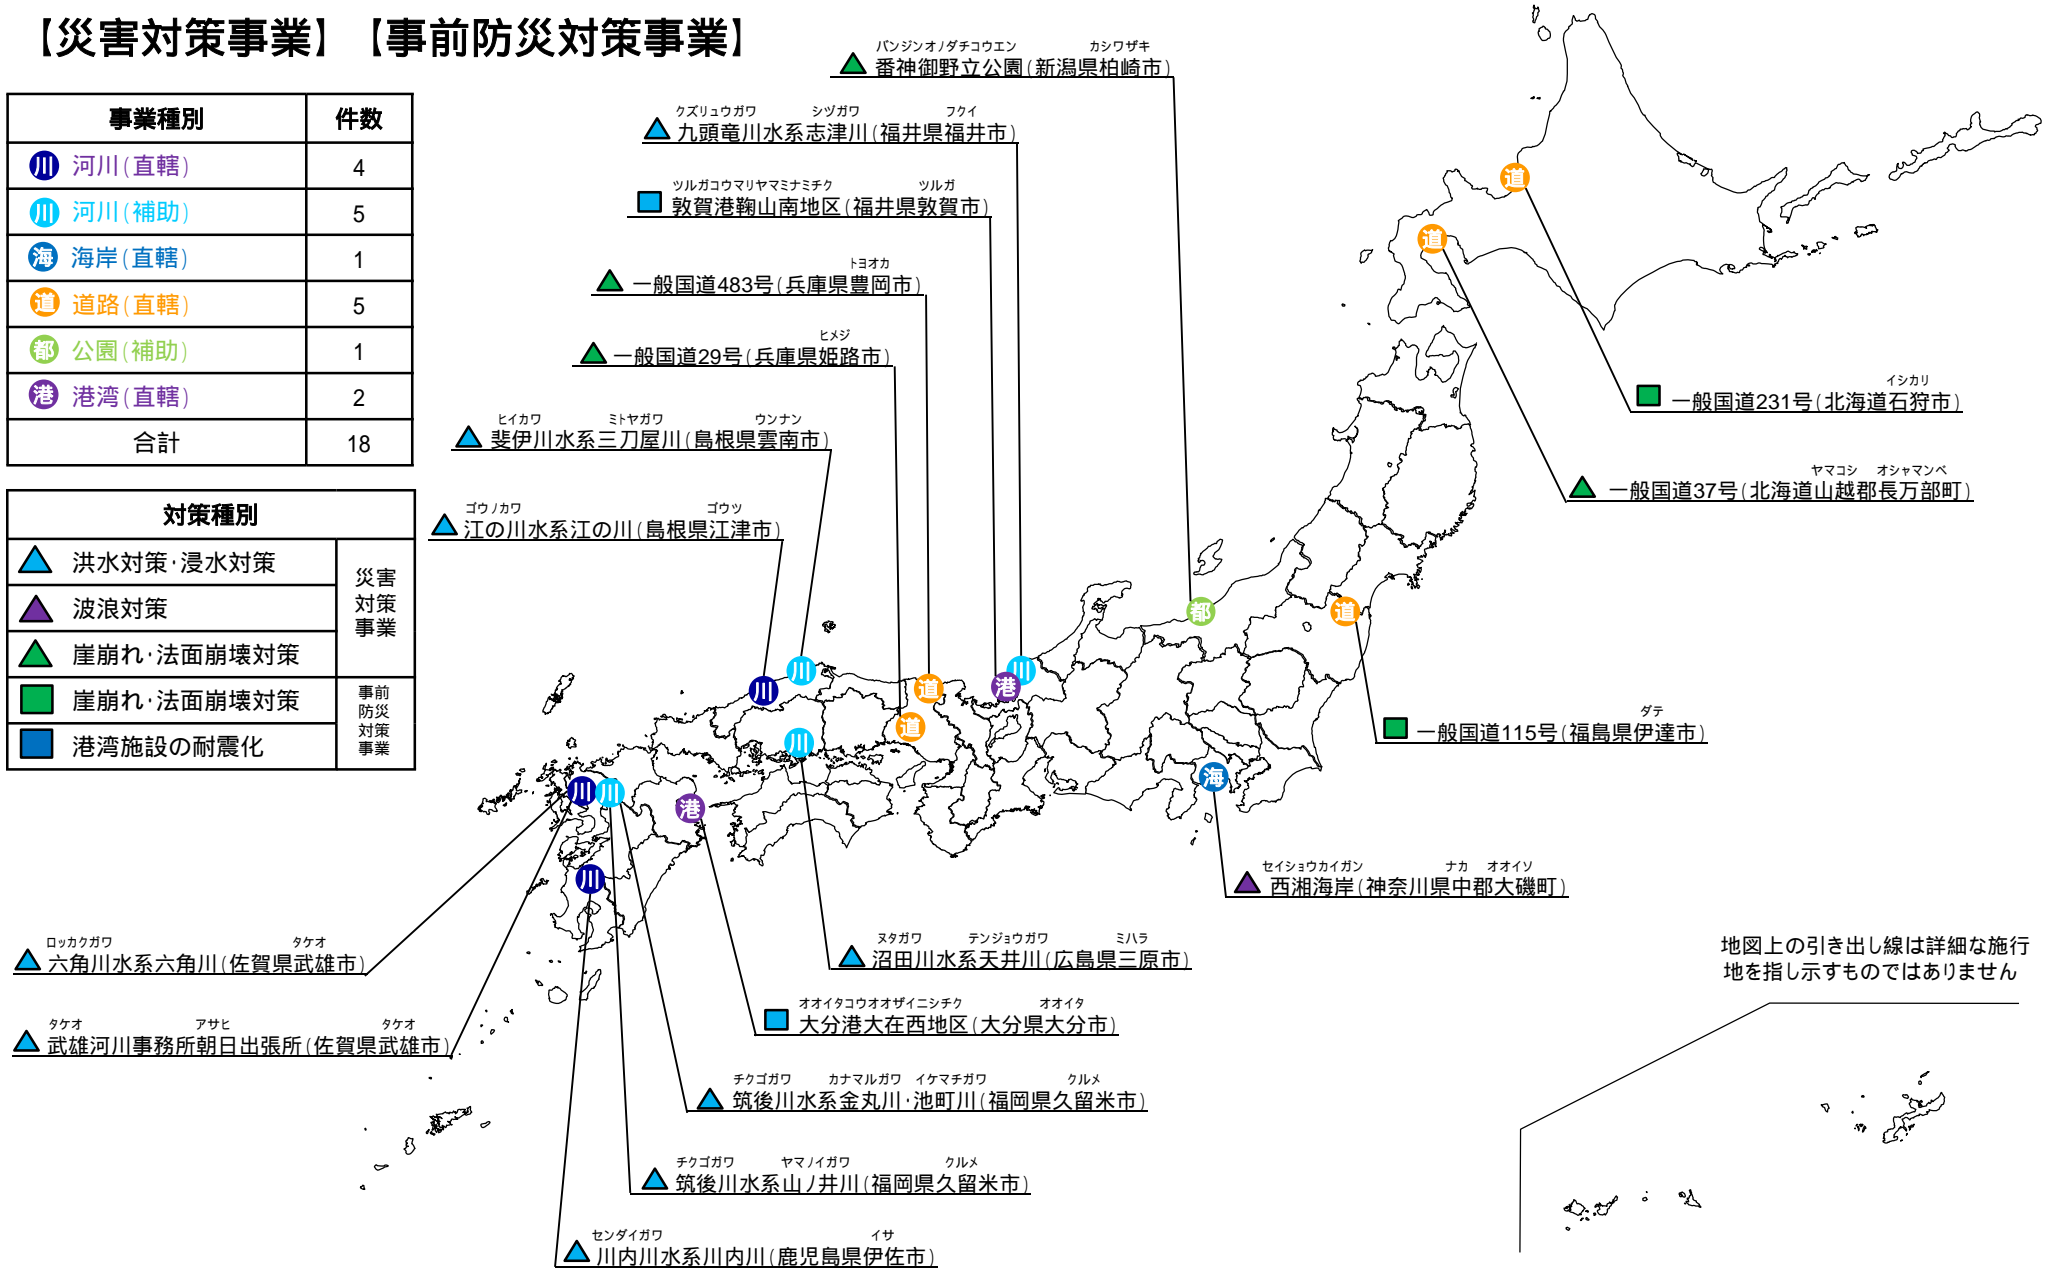 【災害対策事業】【事前防災対策事業】
事業種別 件数
川 河川(直轄) 4
川 河川(補助) 5
海 海岸(直轄) 1
道 道路(直轄) 5
都 公園(補助) 1
港 港湾(直轄) 2
合計 18
対策種別
洪水対策・浸水対策
波浪対策
崖崩れ・法面崩壊対策
災害
対策
事業
崖崩れ・法面崩壊対策
港湾施設の耐震化
事前
防災
対策
事業
バンジンオノダチコウエン カシワザキ
番神御野立公園(新潟県柏崎市)
クズリュウガワ シヅガワ フクイ
九頭竜川水系志津川(福井県福井市)
ツルガコウマリヤマミナミチク ツルガ
敦賀港鞠山南地区(福井県敦賀市)
トヨオカ
一般国道483号(兵庫県豊岡市)
ヒメジ
一般国道29号(兵庫県姫路市)
ヒイカワ ミトヤガワ ウンナン
斐伊川水系三刀屋川(島根県雲南市)
ゴウノカワ ゴウツ
江の川水系江の川(島根県江津市)
道
道
イシカリ
一般国道231号(北海道石狩市)
ヤマコシ オシャマンベ
一般国道37号(北海道山越郡長万部町)
都
道
川
川
川
港
道
道
川
ダテ
一般国道115号(福島県伊達市)
海
川
川
港
川
セイショウカイガン ナカ オオイソ
西湘海岸(神奈川県中郡大磯町)
ロッカクガワ タケオ
六角川水系六角川(佐賀県武雄市)
ヌタガワ テンジョウガワ ミハラ
沼田川水系天井川(広島県三原市)
地図上の引き出し線は詳細な施行
地を指し示すものではありません
オオイタコウオオザイニシチク オオイタ
大分港大在西地区(大分県大分市)
タケオ アサヒ タケオ
武雄河川事務所朝日出張所(佐賀県武雄市)
チクゴガワ カナマルガワ イケマチガワ クルメ
筑後川水系金丸川・池町川(福岡県久留米市)
チクゴガワ ヤマノイガワ クルメ
筑後川水系山ノ井川(福岡県久留米市)
センダイガワ イサ
川内川水系川内川(鹿児島県伊佐市)